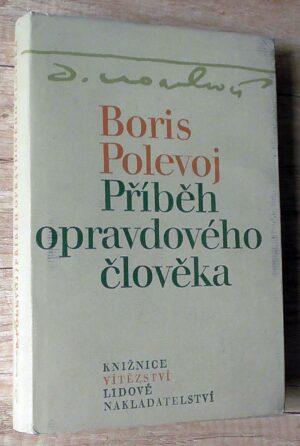 Boris
Polevoj
Příběh
opravdového
člověka
KNIŽNICE
VÍTĚZSTVÍ
LIDOVÉ
NAKLADATELSTVÍ